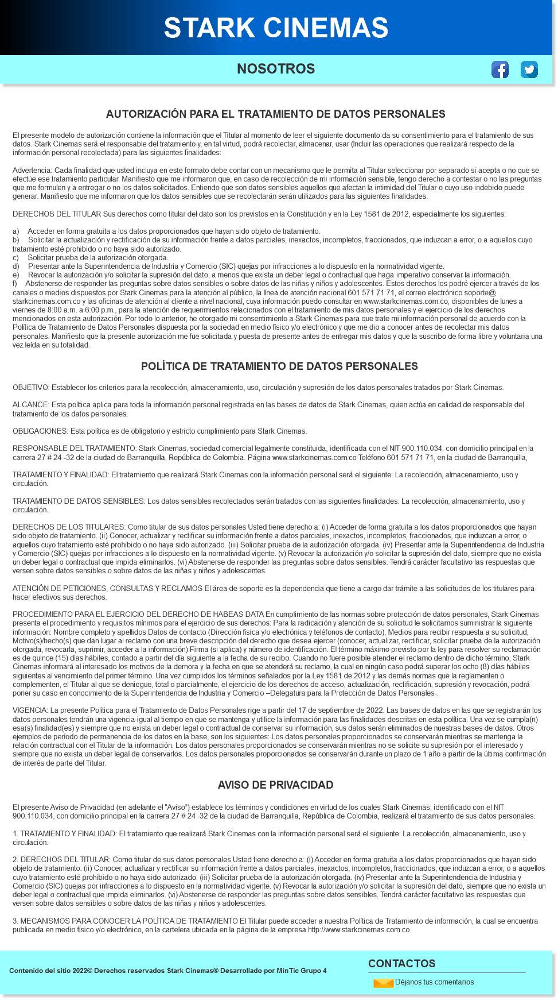 STARK CINEMAS
NOSOTROS
AUTORIZACIÓN PARA EL TRATAMIENTO DE DATOS PERSONALES
El presente modelo de autorización contiene la información que el Titular al momento de leer el siguiente documento da su consentimiento para el tratamiento de sus
datos. Stark Cinemas será el responsable del tratamiento y, en tal virtud, podrá recolectar, almacenar, usar (Incluir las operaciones que realizará respecto de la
información personal recolectada) para las siguientes finalidades:
Advertencia: Cada finalidad que usted incluya en este formato debe contar con un mecanismo que le permita al Titular seleccionar por separado si acepta o no que se
efectúe ese tratamiento particular. Manifiesto que me informaron que, en caso de recolección de mi información sensible, tengo derecho a contestar o no las preguntas
que me formulen y a entregar o no los datos solicitados. Entiendo que son datos sensibles aquellos que afectan la intimidad del Titular o cuyo uso indebido puede
generar. Manifiesto que me informaron que los datos sensibles que se recolectarán serán utilizados para las siguientes finalidades:
DERECHOS DEL TITULAR Sus derechos como titular del dato son los previstos en la Constitución y en la Ley 1581 de 2012, especialmente los siguientes:
a) Acceder en forma gratuita a los datos proporcionados que hayan sido objeto de tratamiento.
b) Solicitar la actualización y rectificación de su información frente a datos parciales, inexactos, incompletos, fraccionados, que induzcan a error, o a aquellos cuyo
tratamiento esté prohibido o no haya sido autorizado.
c) Solicitar prueba de la autorización otorgada.
d) Presentar ante la Superintendencia de Industria y Comercio (SIC) quejas por infracciones a lo dispuesto en la normatividad vigente.
e) Revocar la autorización y/o solicitar la supresión del dato, a menos que exista un deber legal o contractual que haga imperativo conservar la información.
f) Abstenerse de responder las preguntas sobre datos sensibles o sobre datos de las niñas y niños y adolescentes. Estos derechos los podré ejercer a través de los
canales o medios dispuestos por Stark Cinemas para la atención al público, la línea de atención nacional 601 571 71 71, el correo electrónico soporte@
starkcinemas.com.co y las oficinas de atención al cliente a nivel nacional, cuya información puedo consultar en www.starkcinemas.com.co, disponibles de lunes a
viernes de 8:00 a.m. a 6:00 p.m., para la atención de requerimientos relacionados con el tratamiento de mis datos personales y el ejercicio de los derechos
mencionados en esta autorización. Por todo lo anterior, he otorgado mi consentimiento a Stark Cinemas para que trate mi información personal de acuerdo con la
Política de Tratamiento de Datos Personales dispuesta por la sociedad en medio físico y/o electrónico y que me dio a conocer antes de recolectar mis datos
personales. Manifiesto que la presente autorización me fue solicitada y puesta de presente antes de entregar mis datos y que la suscribo de forma libre y voluntaria una
vez leída en su totalidad.
POLÍTICA DE TRATAMIENTO DE DATOS PERSONALES
OBJETIVO: Establecer los criterios para la recolección, almacenamiento, uso, circulación y supresión de los datos personales tratados por Stark Cinemas.
ALCANCE: Esta política aplica para toda la información personal registrada en las bases de datos de Stark Cinemas, quien actúa en calidad de responsable del
tratamiento de los datos personales.
OBLIGACIONES: Esta política es de obligatorio y estricto cumplimiento para Stark Cinemas.
RESPONSABLE DEL TRATAMIENTO: Stark Cinemas, sociedad comercial legalmente constituida, identificada con el NIT 900.110.034, con domicilio principal en la
carrera 27 # 24 -32 de la ciudad de Barranquilla, República de Colombia. Página www.starkcinemas.com.co Teléfono 601 571 71 71, en la ciudad de Barranquilla,
TRATAMIENTO Y FINALIDAD: El tratamiento que realizará Stark Cinemas con la información personal será el siguiente: La recolección, almacenamiento, uso y
circulación.
TRATAMIENTO DE DATOS SENSIBLES: Los datos sensibles recolectados serán tratados con las siguientes finalidades: La recolección, almacenamiento, uso y
circulación.
DERECHOS DE LOS TITULARES: Como titular de sus datos personales Usted tiene derecho a: (i) Acceder de forma gratuita a los datos proporcionados que hayan
sido objeto de tratamiento. (ii) Conocer, actualizar y rectificar su información frente a datos parciales, inexactos, incompletos, fraccionados, que induzcan a error, o
aquellos cuyo tratamiento esté prohibido o no haya sido autorizado. (iii) Solicitar prueba de la autorización otorgada. (iv) Presentar ante la Superintendencia de Industria
y Comercio (SIC) quejas por infracciones a lo dispuesto en la normatividad vigente. (v) Revocar la autorización y/o solicitar la supresión del dato, siempre que no exista
un deber legal o contractual que impida eliminarlos. (vi) Abstenerse de responder las preguntas sobre datos sensibles. Tendrá carácter facultativo las respuestas que
versen sobre datos sensibles o sobre datos de las niñas y niños y adolescentes.
ATENCIÓN DE PETICIONES, CONSULTAS Y RECLAMOS El área de soporte es la dependencia que tiene a cargo dar trámite a las solicitudes de los titulares para
hacer efectivos sus derechos.
PROCEDIMIENTO PARA EL EJERCICIO DEL DERECHO DE HABEAS DATA En cumplimiento de las normas sobre protección de datos personales, Stark Cinemas
presenta el procedimiento y requisitos mínimos para el ejercicio de sus derechos: Para la radicación y atención de su solicitud le solicitamos suministrar la siguiente
información: Nombre completo y apellidos Datos de contacto (Dirección física y/o electrónica y teléfonos de contacto), Medios para recibir respuesta a su solicitud,
Motivo(s)/hecho(s) que dan lugar al reclamo con una breve descripción del derecho que desea ejercer (conocer, actualizar, rectificar, solicitar prueba de la autorización
otorgada, revocarla, suprimir, acceder a la información) Firma (si aplica) y número de identificación. El término máximo previsto por la ley para resolver su reclamación
es de quince (15) días hábiles, contado a partir del día siguiente a la fecha de su recibo. Cuando no fuere posible atender el reclamo dentro de dicho término, Stark
Cinemas informará al interesado los motivos de la demora y la fecha en que se atenderá su reclamo, la cual en ningún caso podrá superar los ocho (8) días hábiles
siguientes al vencimiento del primer término. Una vez cumplidos los términos señalados por la Ley 1581 de 2012 y las demás normas que la reglamenten o
complementen, el Titular al que se deniegue, total o parcialmente, el ejercicio de los derechos de acceso, actualización, rectificación, supresión y revocación, podrá
poner su caso en conocimiento de la Superintendencia de Industria y Comercio –Delegatura para la Protección de Datos Personales-.
VIGENCIA: La presente Política para el Tratamiento de Datos Personales rige a partir del 17 de septiembre de 2022. Las bases de datos en las que se registrarán los
datos personales tendrán una vigencia igual al tiempo en que se mantenga y utilice la información para las finalidades descritas en esta política. Una vez se cumpla(n)
esa(s) finalidad(es) y siempre que no exista un deber legal o contractual de conservar su información, sus datos serán eliminados de nuestras bases de datos. Otros
ejemplos de período de permanencia de los datos en la base, son los siguientes: Los datos personales proporcionados se conservarán mientras se mantenga la
relación contractual con el Titular de la información. Los datos personales proporcionados se conservarán mientras no se solicite su supresión por el interesado y
siempre que no exista un deber legal de conservarlos. Los datos personales proporcionados se conservarán durante un plazo de 1 año a partir de la última confirmación
de interés de parte del Titular.
AVISO DE PRIVACIDAD
El presente Aviso de Privacidad (en adelante el “Aviso”) establece los términos y condiciones en virtud de los cuales Stark Cinemas, identificado con el NIT
900.110.034, con domicilio principal en la carrera 27 # 24 -32 de la ciudad de Barranquilla, República de Colombia, realizará el tratamiento de sus datos personales.
1. TRATAMIENTO Y FINALIDAD: El tratamiento que realizará Stark Cinemas con la información personal será el siguiente: La recolección, almacenamiento, uso y
circulación.
2. DERECHOS DEL TITULAR: Como titular de sus datos personales Usted tiene derecho a: (i) Acceder en forma gratuita a los datos proporcionados que hayan sido
objeto de tratamiento. (ii) Conocer, actualizar y rectificar su información frente a datos parciales, inexactos, incompletos, fraccionados, que induzcan a error, o a aquellos
cuyo tratamiento esté prohibido o no haya sido autorizado. (iii) Solicitar prueba de la autorización otorgada. (iv) Presentar ante la Superintendencia de Industria y
Comercio (SIC) quejas por infracciones a lo dispuesto en la normatividad vigente. (v) Revocar la autorización y/o solicitar la supresión del dato, siempre que no exista un
deber legal o contractual que impida eliminarlos. (vi) Abstenerse de responder las preguntas sobre datos sensibles. Tendrá carácter facultativo las respuestas que
versen sobre datos sensibles o sobre datos de las niñas y niños y adolescentes.
3. MECANISMOS PARA CONOCER LA POLÍTICA DE TRATAMIENTO El Titular puede acceder a nuestra Política de Tratamiento de información, la cual se encuentra
publicada en medio físico y/o electrónico, en la cartelera ubicada en la página de la empresa http://www.starkcinemas.com.co
Contenido del sitio 2022© Derechos reservados Stark Cinemas® Desarrollado por MinTic Grupo 4
CONTACTOS
Déjanos tus comentarios